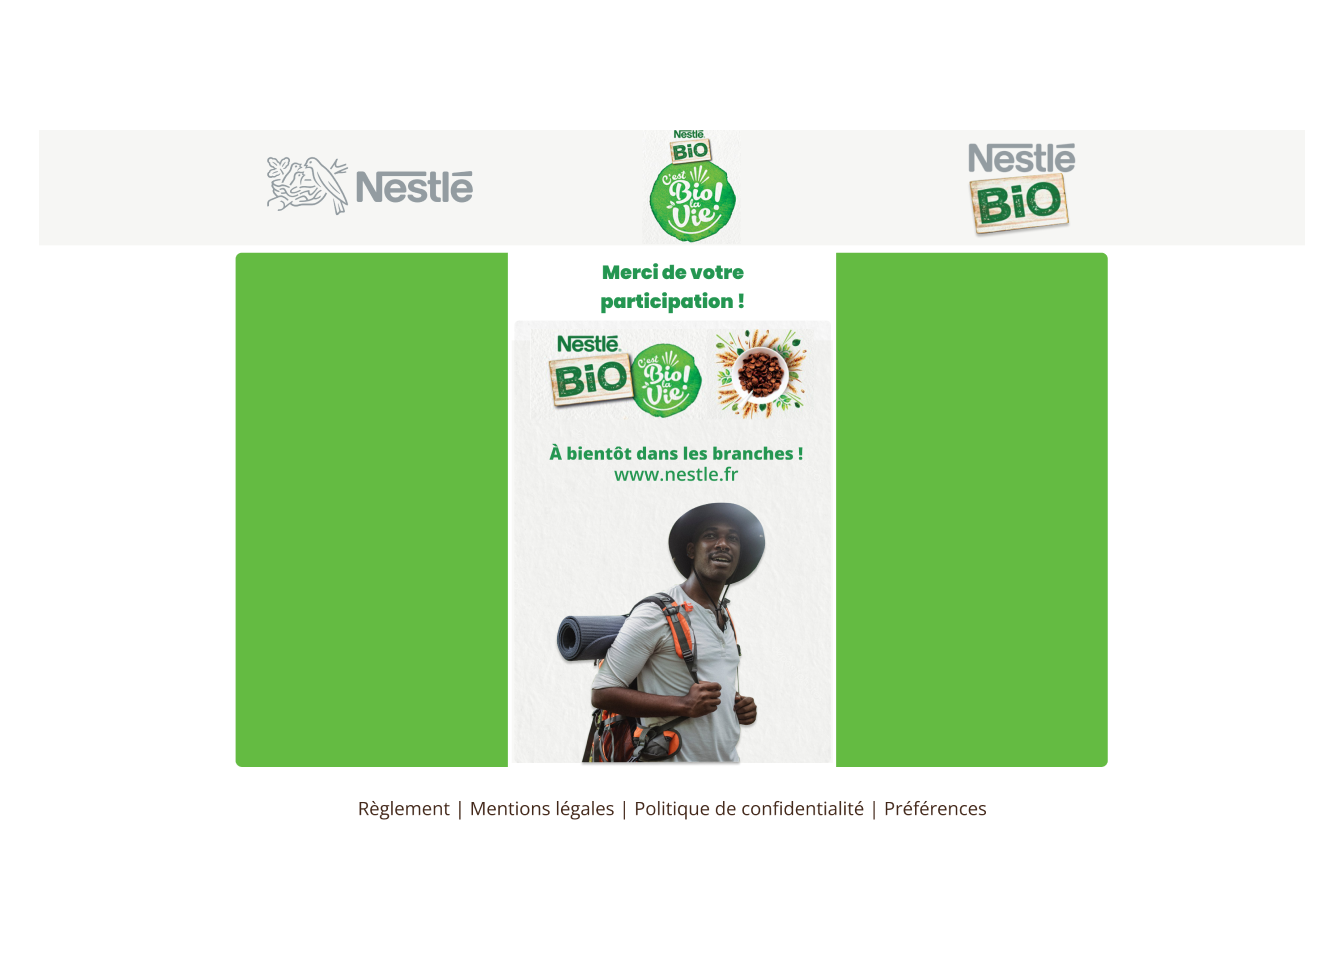 Nestlé
Nestlé
BiO
C'est
Bio!
la
Vie!
Nestlé
BiO
Merci de votre
participation !
Nestlé
BiO
C'est
Bio!
la
Vie!
À bientôt dans les branches !
www.nestle.fr
Règlement | Mentions légales | Politique de confidentialité | Préférences